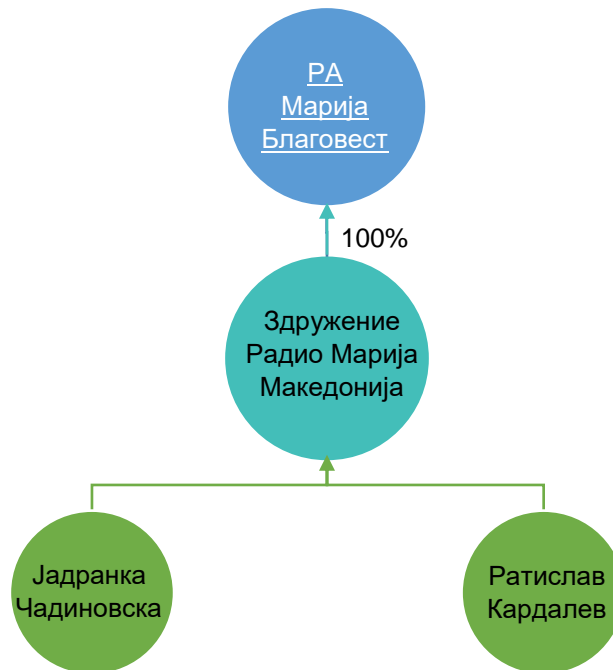 РА
Марија
Благовест
100%
Здружение
Радио Марија
Македонија
Јадранка
Чадиновска
Ратислав
Кардалев